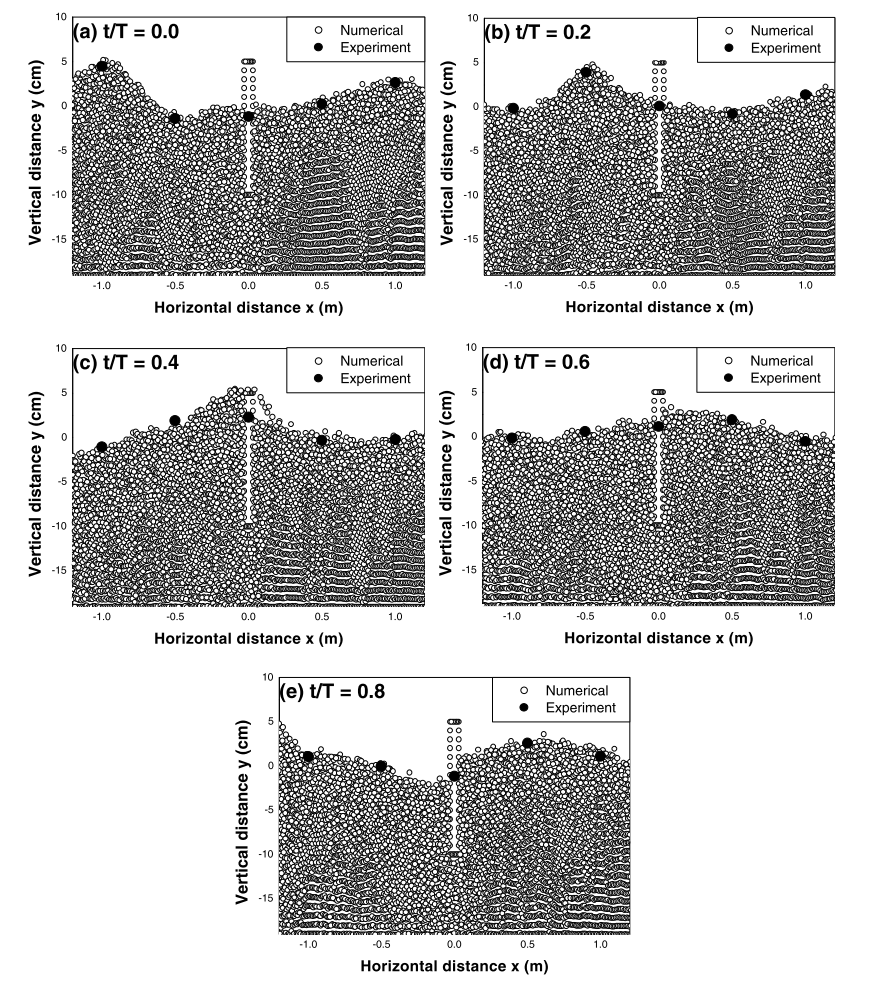 (a) t/T = 0.0
Numerical
Experiment
10
5
0
-5
-10
-15
Vertical distance y (cm)
-1.0 -0.5 0.0 0.5 1.0
Horizontal distance x (m)
(b) t/T = 0.2
Numerical
Experiment
10
5
0
-5
-10
-15
Vertical distance y (cm)
-1.0 -0.5 0.0 0.5 1.0
Horizontal distance x (m)
(c) t/T = 0.4
Numerical
Experiment
10
5
0
-5
-10
-15
Vertical distance y (cm)
-1.0 -0.5 0.0 0.5 1.0
Horizontal distance x (m)
(d) t/T = 0.6
Numerical
Experiment
10
5
0
-5
-10
-15
Vertical distance y (cm)
-1.0 -0.5 0.0 0.5 1.0
Horizontal distance x (m)
(e) t/T = 0.8
Numerical
Experiment
10
5
0
-5
-10
-15
Vertical distance y (cm)
-1.0 -0.5 0.0 0.5 1.0
Horizontal distance x (m)